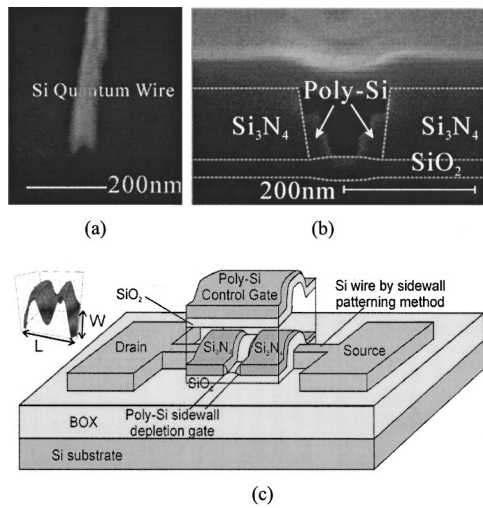 Si Quantum Wire
200nm
(a)
Poly-Si
Si₃N₄
Si₃N₄
SiO₂
200nm
(b)
Poly-Si
Control Gate
Si wire by sidewall
patterning method
SiO₂
W
L
Drain
Si₃N₄
Si₃N₄
Source
SiO₂
Poly-Si sidewall
depletion gate
BOX
Si substrate
(c)